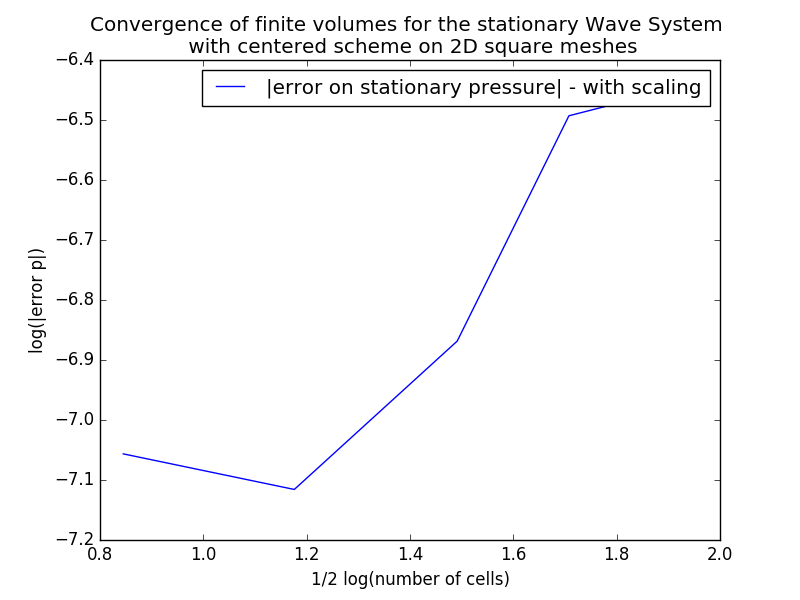 Convergence of finite volumes for the stationary Wave System
with centered scheme on 2D square meshes
|error on stationary pressure| - with scaling
log(|error p|)
−6.4
−6.5
−6.6
−6.7
−6.8
−6.9
−7.0
−7.1
−7.2
0.8 1.0 1.2 1.4 1.6 1.8 2.0
1/2 log(number of cells)